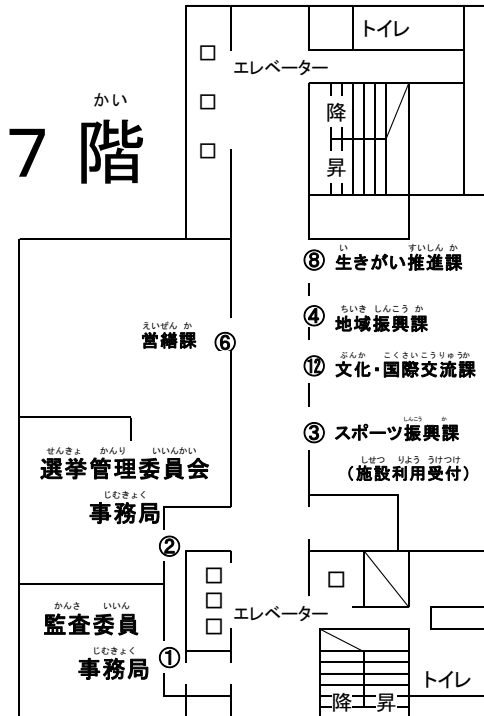 トイレ
エレベーター
かい
7 階
降
昇
い すいしん か
⑧ 生きがい推進課
ちいき しんこう か
④ 地域振興課
えいぜん か
営繕課 ⑥
ぶんか こくさいこうりゅうか
⑫ 文化・国際交流課
しんこう か
③ スポーツ振興課
しせつ りよう うけつけ
(施設利用受付)
せんきょ かんり いいんかい
選挙管理委員会
じむきょく
事務局
②
エレベーター
かんさ いいん
監査委員
じむきょく
事務局 ①
トイレ
降 昇